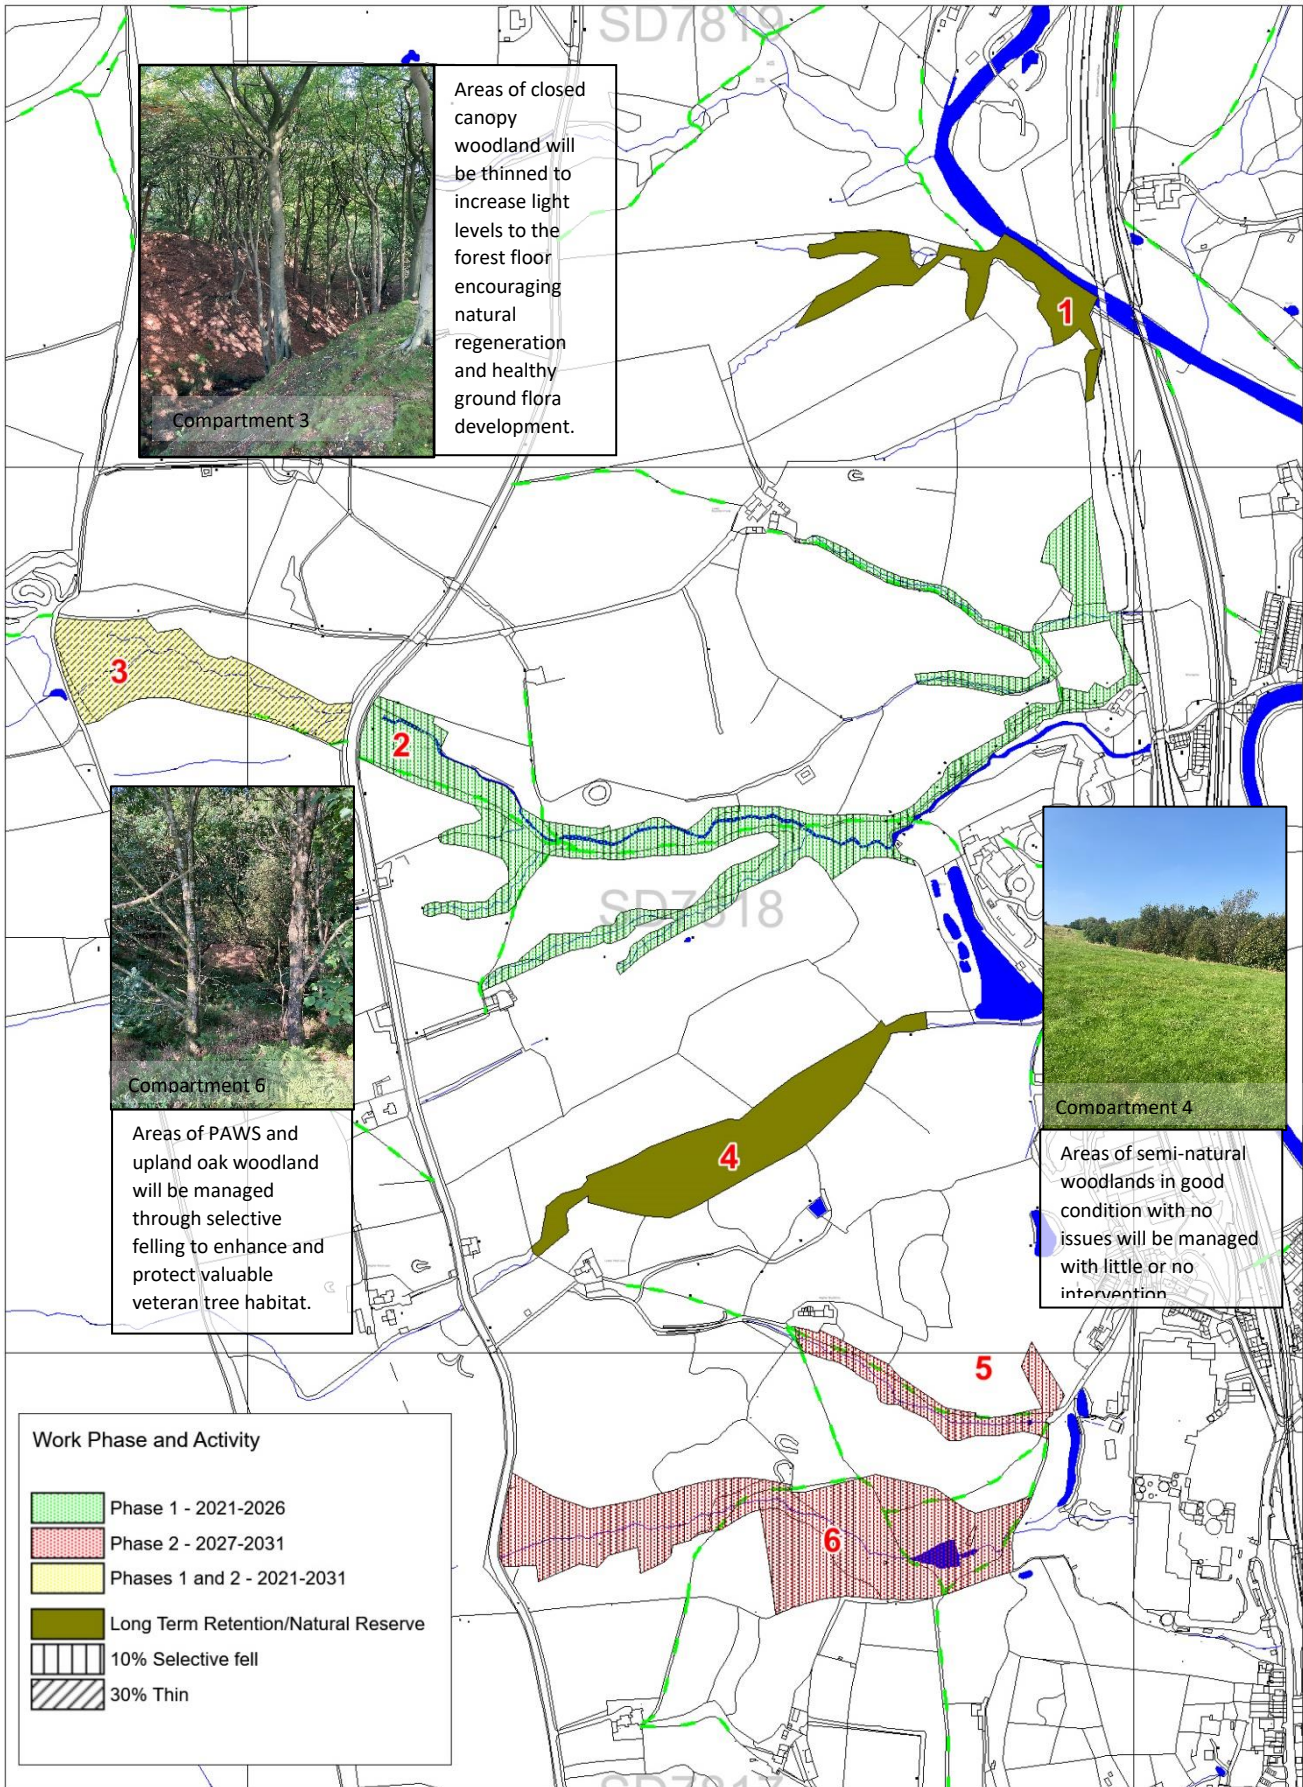 SD7819
Areas of closed
canopy
woodland will
be thinned to
increase light
levels to the
forest floor
encouraging
natural
regeneration
and healthy
ground flora
development.
Compartment 3
1
3
2
SD7818
Compartment 6
Areas of PAWS and
upland oak woodland
will be managed
through selective
felling to enhance and
protect valuable
veteran tree habitat.
4
Compartment 4
Areas of semi-natural
woodlands in good
condition with no
issues will be managed
with little or no
intervention
5
6
Work Phase and Activity
Phase 1 - 2021-2026
Phase 2 - 2027-2031
Phases 1 and 2 - 2021-2031
Long Term Retention/Natural Reserve
10% Selective fell
30% Thin
SD7817